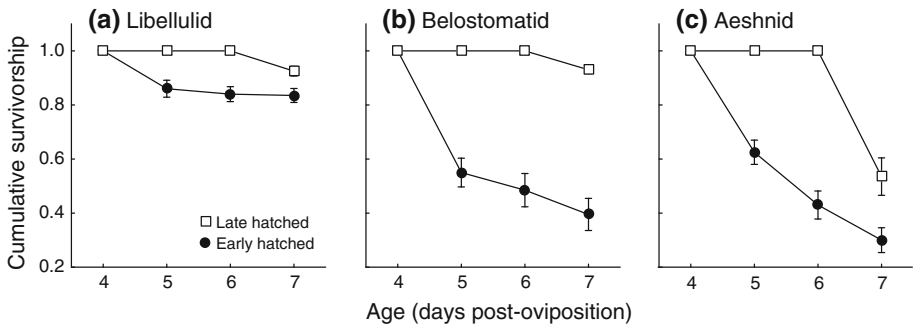 (a) Libellulid
(b) Belostomatid
(c) Aeshnid
Cumulative survivorship
1.0
0.8
0.6
0.4
0.2
Late hatched
Early hatched
4 5 6 7
4 5 6 7
4 5 6 7
Age (days post-oviposition)